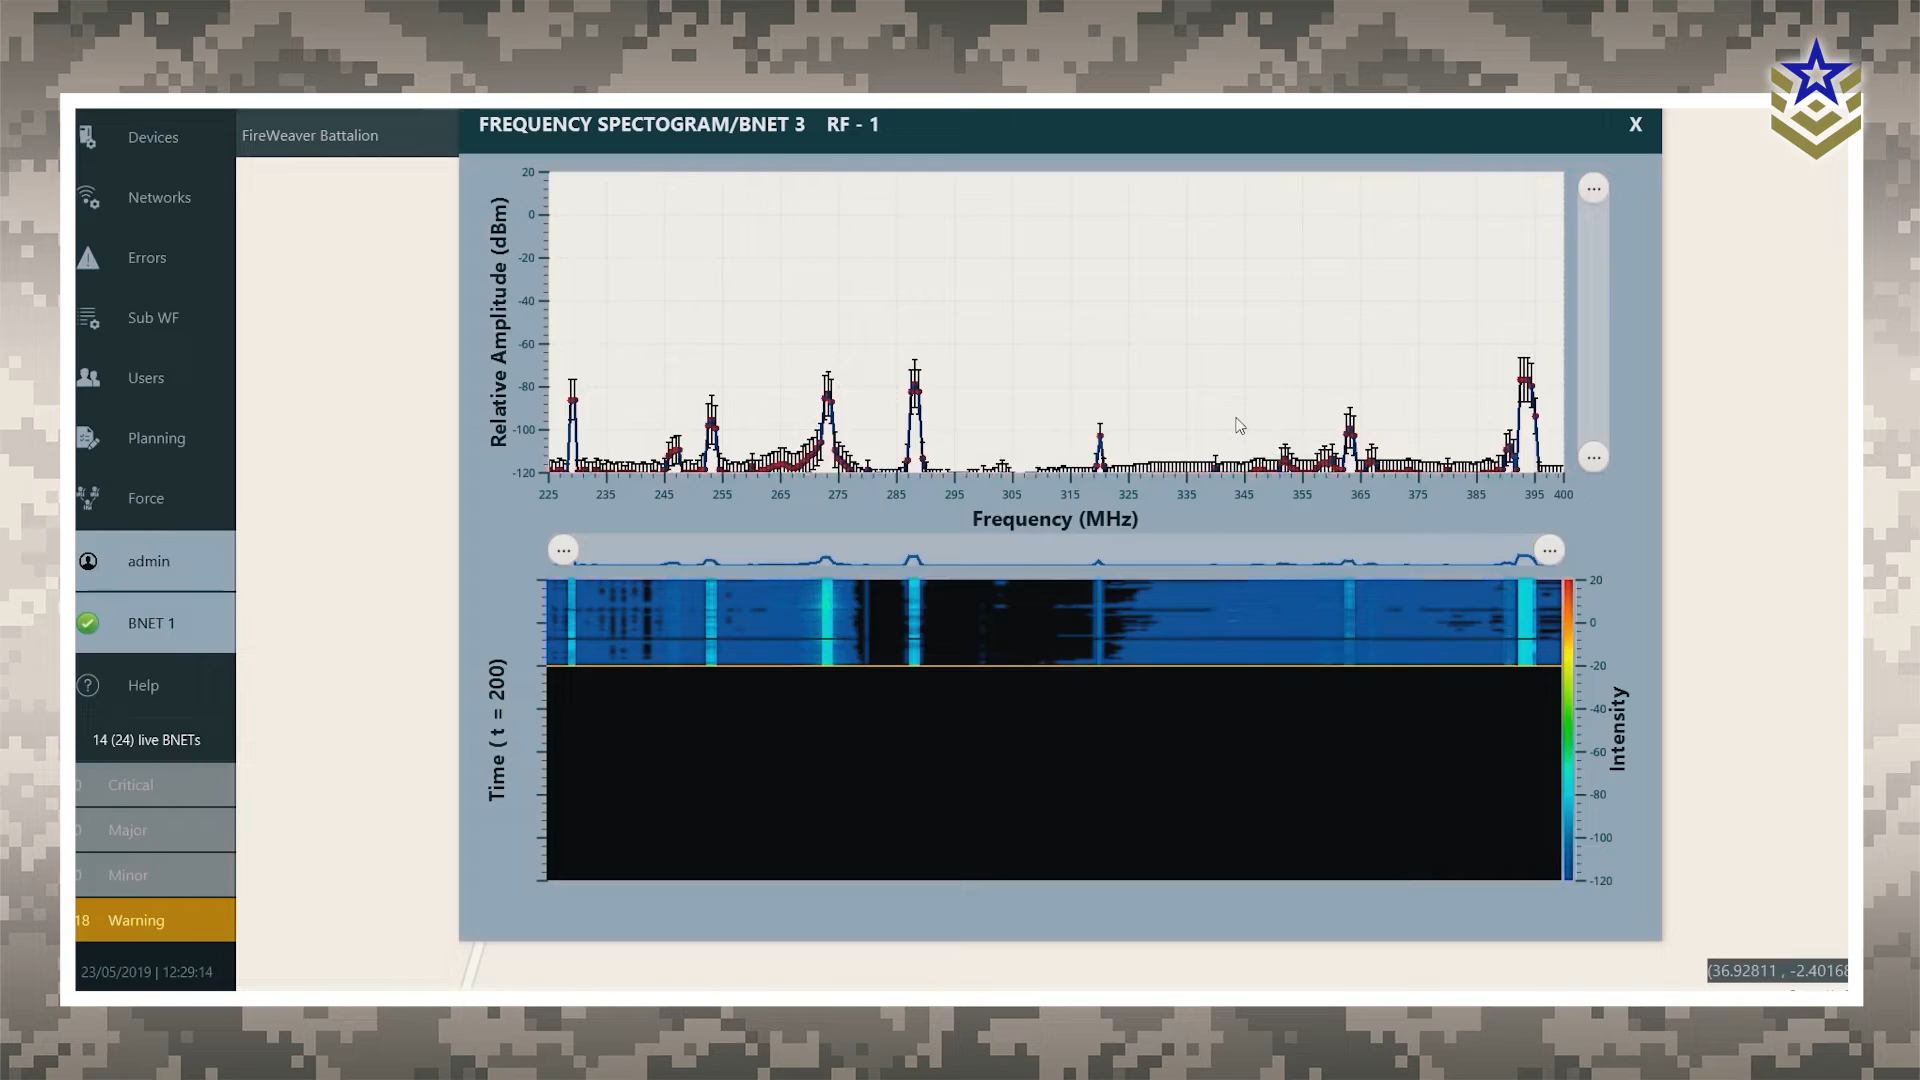 Devices
Networks
Errors
Sub WF
Users
Planning
Force
admin
BNET 1
Help
14 (24) live BNETs
Critical
Major
Minor
18 Warning
23/05/2019 | 12:29:14
FireWeaver Battalion
FREQUENCY SPECTOGRAM/BNET 3 RF - 1
X
Relative Amplitude (dBm)
20
0
-20
-40
-60
-80
-100
-120
225 235 245 255 265 275 285 295 305 315 325 335 345 355 365 375 385 395 400
Frequency (MHz)
Time ( t = 200)
20
0
-20
-40
-60
-80
-100
-120
Intensity
(36.92811 , -2.40168